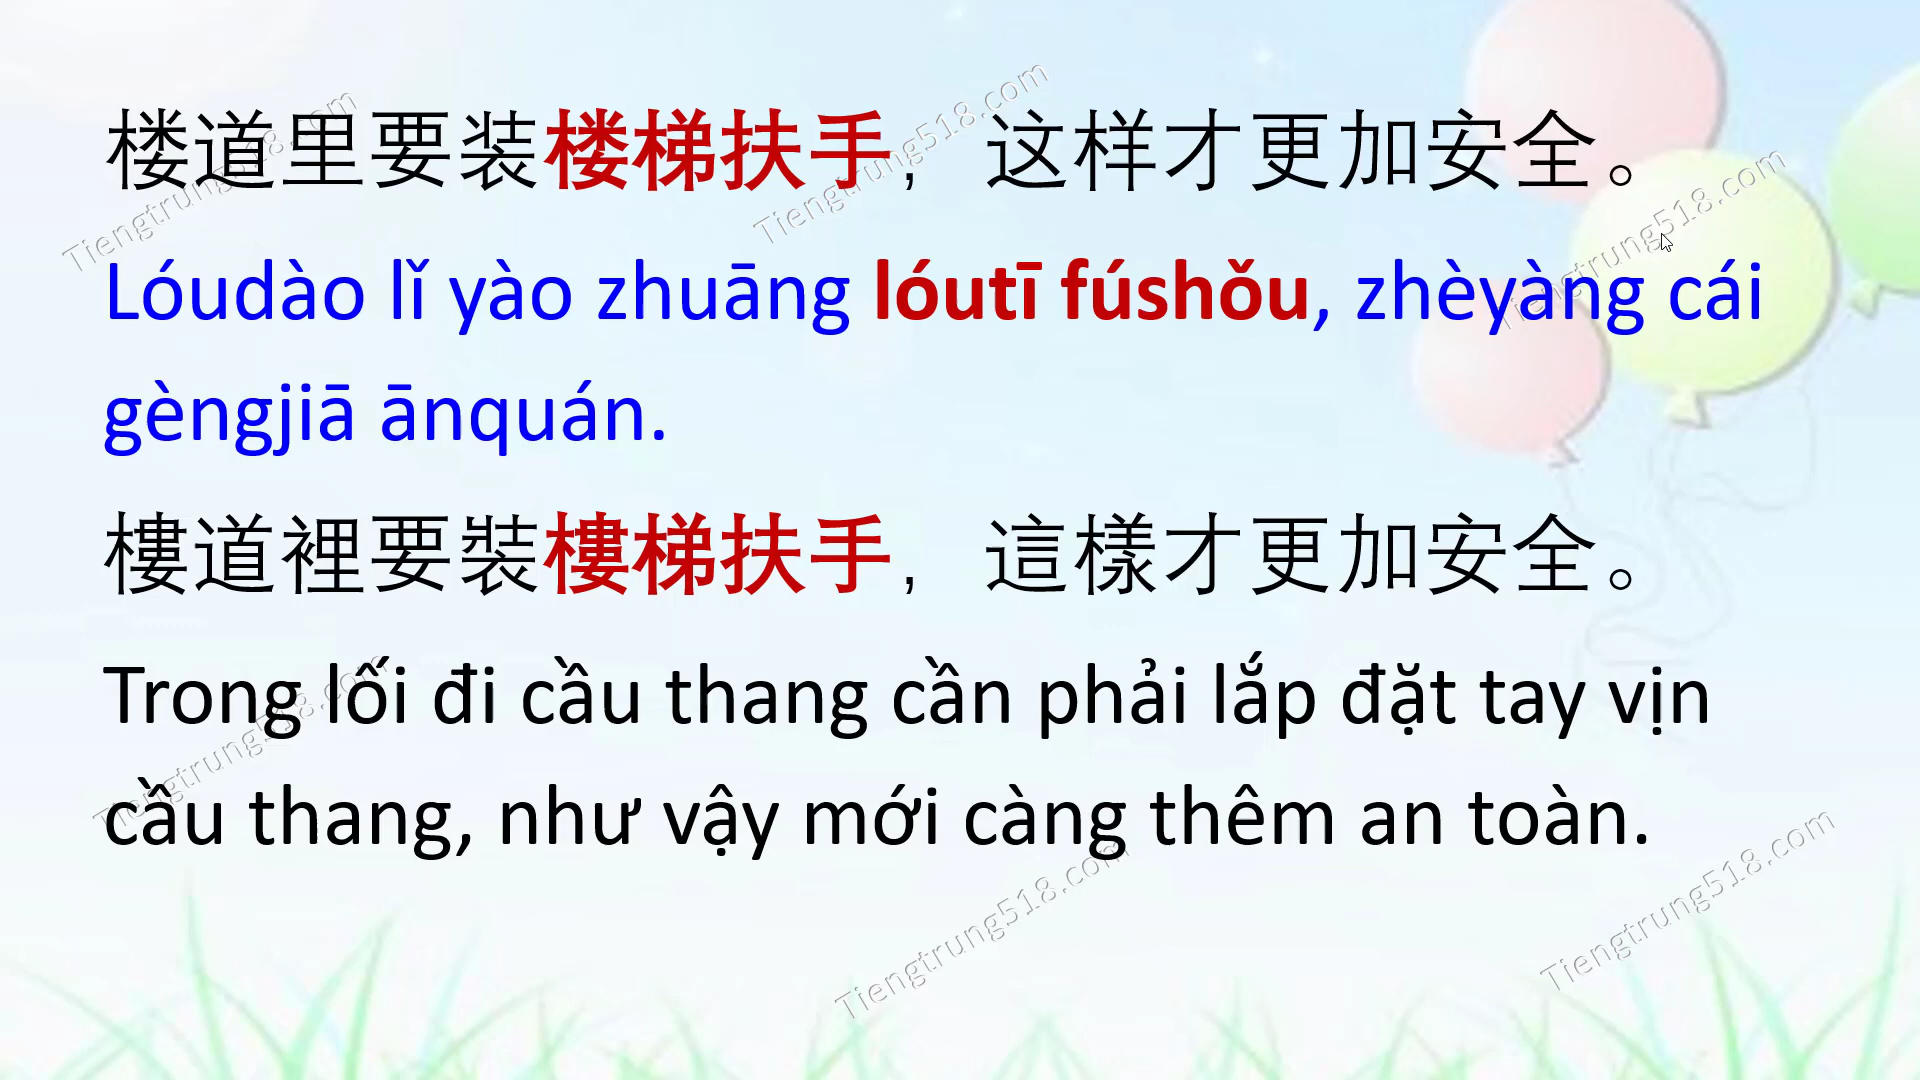 楼道里要装楼梯扶手，这样才更加安全。
Lóudào lǐ yào zhuāng lóutī fúshǒu, zhèyàng cái
gèngjiā ānquán.
樓道裡要裝樓梯扶手，這樣才更加安全。
Trong lối đi cầu thang cần phải lắp đặt tay vịn
cầu thang, như vậy mới càng thêm an toàn.
Tiengtrung518.com
Tiengtrung518.com
Tiengtrung518.com
Tiengtrung518.com
Tiengtrung518.com
Tiengtrung518.com